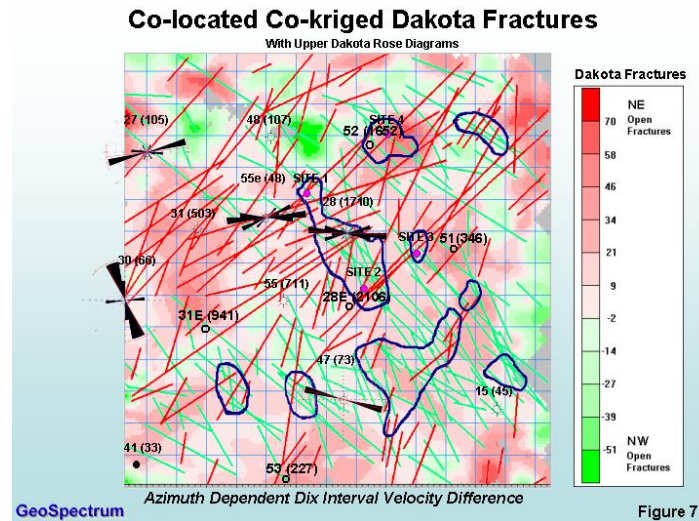 Co-located Co-kriged Dakota Fractures
With Upper Dakota Rose Diagrams
Dakota Fractures
27 (105)
48 (107)
SITE 4
52 (1652)
55e (48)
SITE 1
28 (1710)
31 (503)
SITE 3
51 (346)
30 (66)
SITE 2
55 (711)
28E (2106)
31E (941)
47 (73)
15 (45)
41 (33)
53 (227)
NE
Open
Fractures
70
58
46
34
21
9
-2
-14
-27
-39
-51
NW
Open
Fractures
Azimuth Dependent Dix Interval Velocity Difference
GeoSpectrum
Figure 7